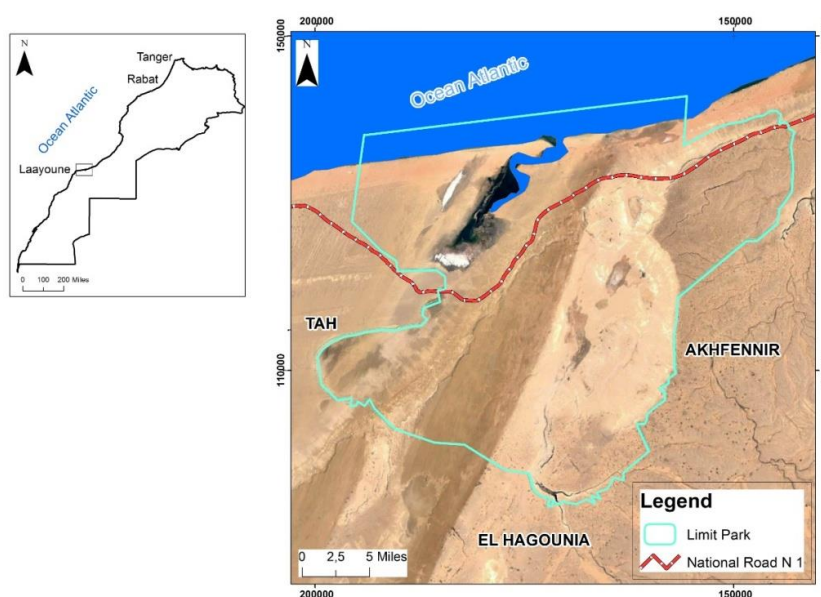 N
Tanger
Rabat
Ocean Atlantic
Laayoune
0 100 200 Miles
200000
150000
150000
N
Ocean Atlantic
TAH
AKHFENNIR
110000
110000
EL HAGOUNIA
Legend
Limit Park
National Road N 1
0 2,5 5 Miles
200000
150000